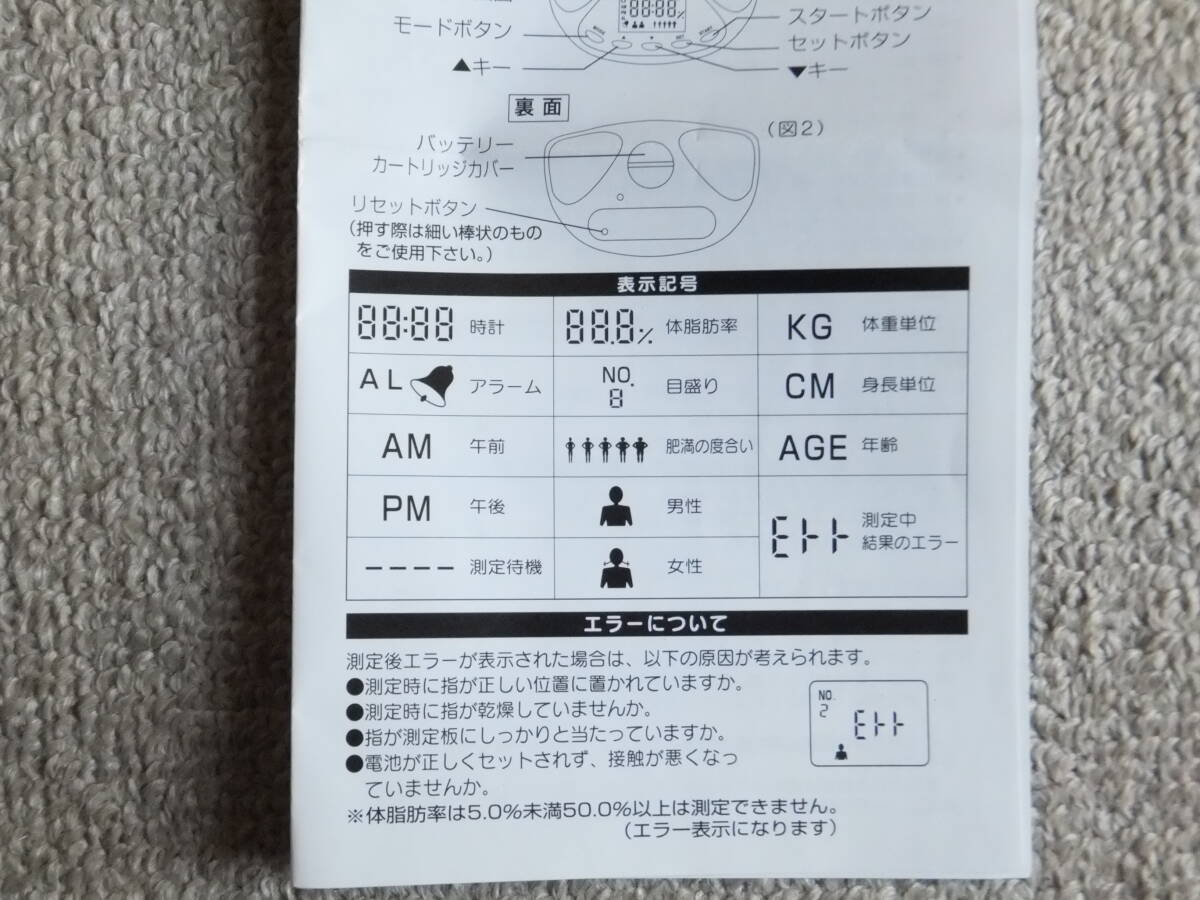 モードボタン
スタートボタン
セットボタン
▲キー
▼キー
裏面
(図2)
バッテリー
カートリッジカバー
リセットボタン
(押す際は細い棒状のもの
をご使用下さい。)
表示記号
88:88 時計
88.8% 体脂肪率
KG 体重単位
AL アラーム
NO. 8 目盛り
CM 身長単位
AM 午前
肥満の度合い
AGE 年齢
PM 午後
男性
Eトト 測定中
結果のエラー
---- 測定待機
女性
エラーについて
測定後エラーが表示された場合は、以下の原因が考えられます。
●測定時に指が正しい位置に置かれていますか。
●測定時に指が乾燥していませんか。
●指が測定板にしっかりと当たっていますか。
●電池が正しくセットされず、接触が悪くなっ
ていませんか。
NO.
2
Eトト
※体脂肪率は5.0%未満50.0%以上は測定できません。
(エラー表示になります)